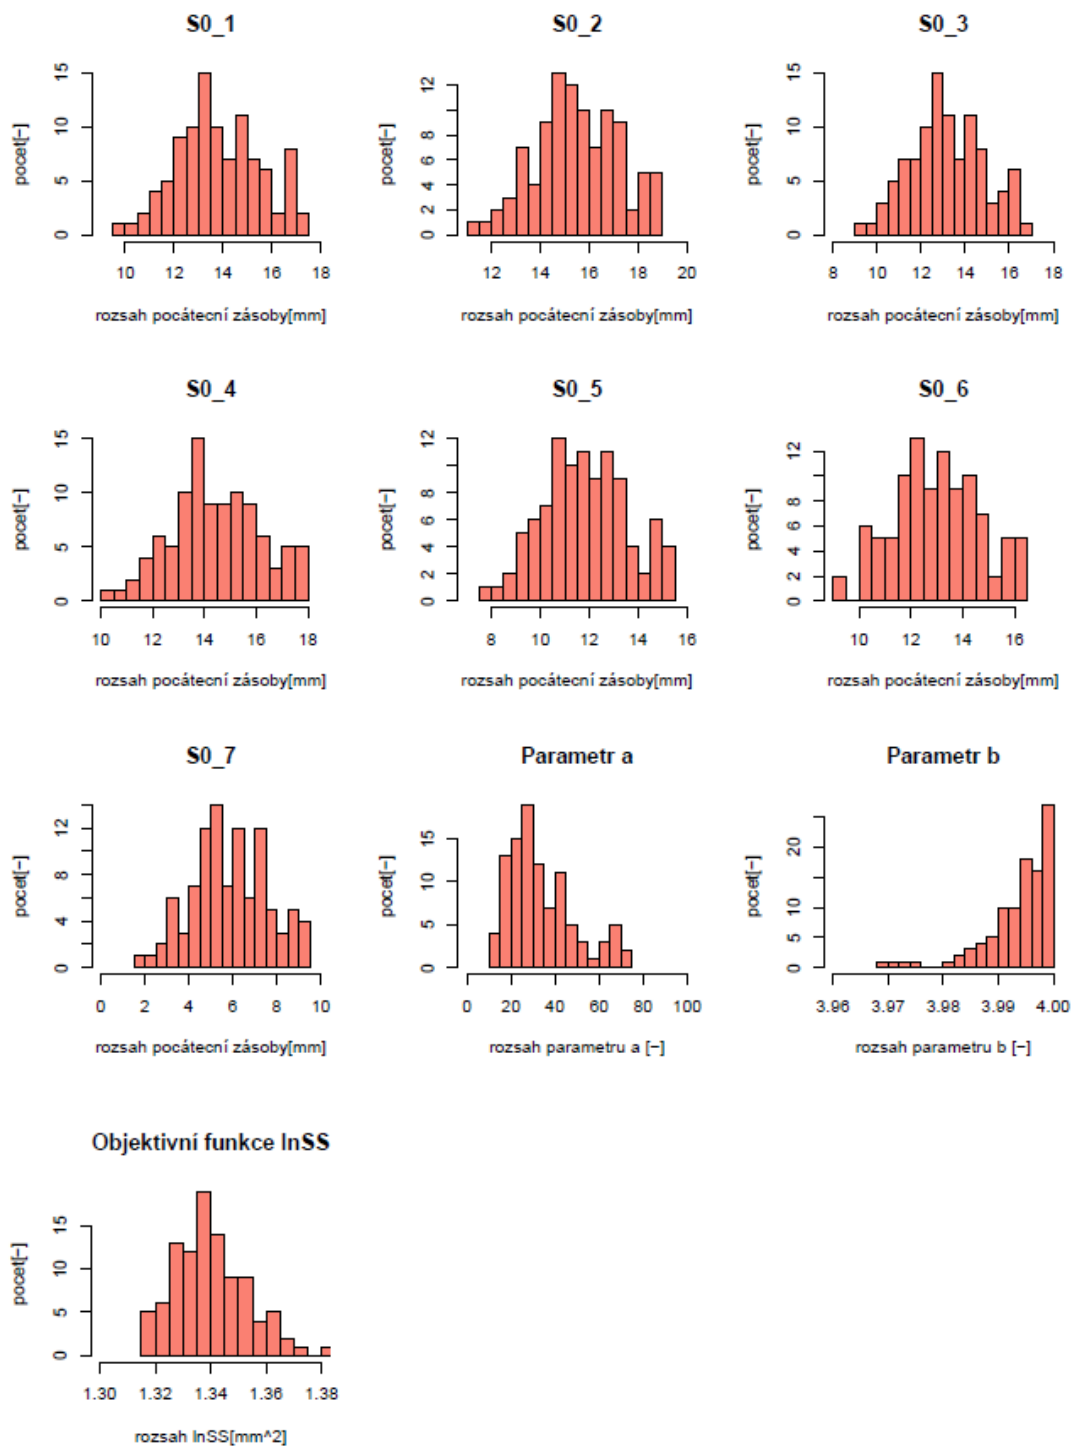 S0_1 S0_2 S0_3
pocet[−] pocet[−] pocet[−]
0 5 10 15 0 2 4 6 8 12 0 5 10 15
10 12 14 16 18 12 14 16 18 20 8 10 12 14 16 18
rozsah pocátecní zásoby[mm] rozsah pocátecní zásoby[mm] rozsah pocátecní zásoby[mm]
S0_4 S0_5 S0_6
pocet[−] pocet[−] pocet[−]
0 5 10 15 0 2 4 6 8 12 0 2 4 6 8 12
10 12 14 16 18 8 10 12 14 16 10 12 14 16
rozsah pocátecní zásoby[mm] rozsah pocátecní zásoby[mm] rozsah pocátecní zásoby[mm]
S0_7 Parametr a Parametr b
pocet[−] pocet[−] pocet[−]
0 4 8 12 0 5 10 15 0 5 10 20
0 2 4 6 8 10 0 20 40 60 80 100 3.96 3.97 3.98 3.99 4.00
rozsah pocátecní zásoby[mm] rozsah parametru a [−] rozsah parametru b [−]
Objektivní funkce lnSS
pocet[−]
0 5 10 15
1.30 1.32 1.34 1.36 1.38
rozsah lnSS[mm^2]